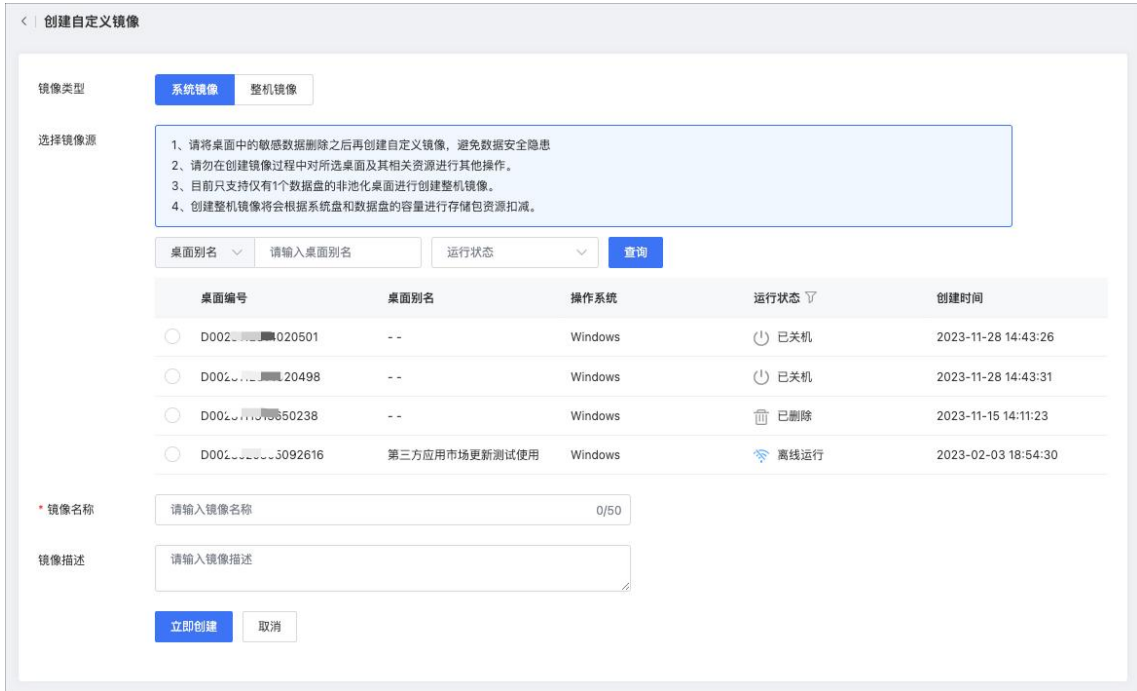 创建自定义镜像
镜像类型 系统镜像 整机镜像
选择镜像源
1、请将桌面中的敏感数据删除之后再创建自定义镜像，避免数据安全隐患
2、请勿在创建镜像过程中对所选桌面及其相关资源进行其他操作。
3、目前只支持仅有1个数据盘的非池化桌面进行创建整机镜像。
4、创建整机镜像将会根据系统盘和数据盘的容量进行存储包资源扣减。
桌面别名 请输入桌面别名 运行状态 查询
桌面编号 桌面别名 操作系统 运行状态 创建时间
- - Windows 已关机 2023-11-28 14:43:26
- - Windows 已关机 2023-11-28 14:43:31
- - Windows 已删除 2023-11-15 14:11:23
第三方应用市场更新测试使用 Windows 离线运行 2023-02-03 18:54:30
* 镜像名称 请输入镜像名称 0/50
镜像描述 请输入镜像描述
立即创建 取消